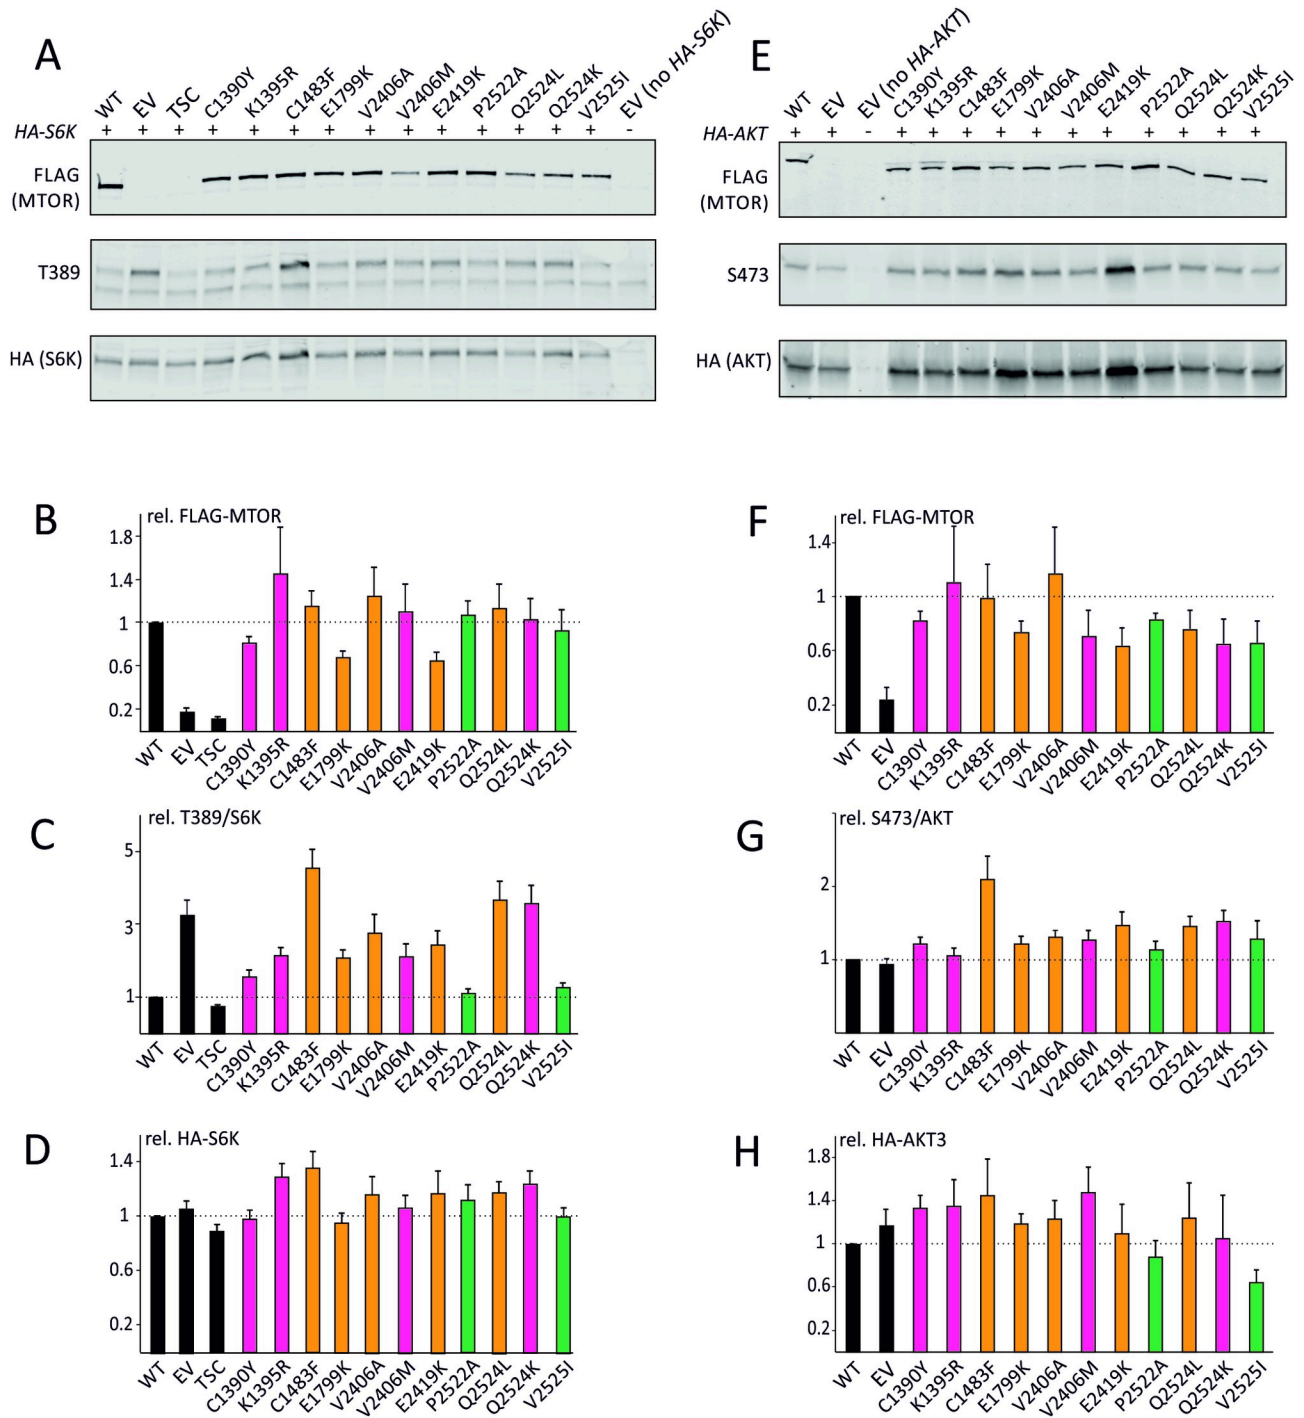 A
WT EV TSC C1390Y K1395R C1483F E1799K V2406A V2406M E2419K P2522A Q2524L Q2524K V2525I EV (no HA-S6K)
HA-S6K + + + + + + + + + + + + + + -
FLAG
(MTOR)
T389
HA (S6K)
E
WT EV EV (no HA-AKT) C1390Y K1395R C1483F E1799K V2406A V2406M E2419K P2522A Q2524L Q2524K V2525I
HA-AKT + + - + + + + + + + + + + +
FLAG
(MTOR)
S473
HA (AKT)
B
rel. FLAG-MTOR
1.8
1.4
1
0.6
0.2
WT EV TSC C1390Y K1395R C1483F E1799K V2406A V2406M E2419K P2522A Q2524L Q2524K V2525I
F
rel. FLAG-MTOR
1.4
1
0.6
0.2
WT EV C1390Y K1395R C1483F E1799K V2406A V2406M E2419K P2522A Q2524L Q2524K V2525I
C
rel. T389/S6K
5
3
1
WT EV TSC C1390Y K1395R C1483F E1799K V2406A V2406M E2419K P2522A Q2524L Q2524K V2525I
G
rel. S473/AKT
2
1
WT EV C1390Y K1395R C1483F E1799K V2406A V2406M E2419K P2522A Q2524L Q2524K V2525I
D
rel. HA-S6K
1.4
1
0.6
0.2
WT EV TSC C1390Y K1395R C1483F E1799K V2406A V2406M E2419K P2522A Q2524L Q2524K V2525I
H
rel. HA-AKT3
1.8
1.4
1
0.6
0.2
WT EV C1390Y K1395R C1483F E1799K V2406A V2406M E2419K P2522A Q2524L Q2524K V2525I